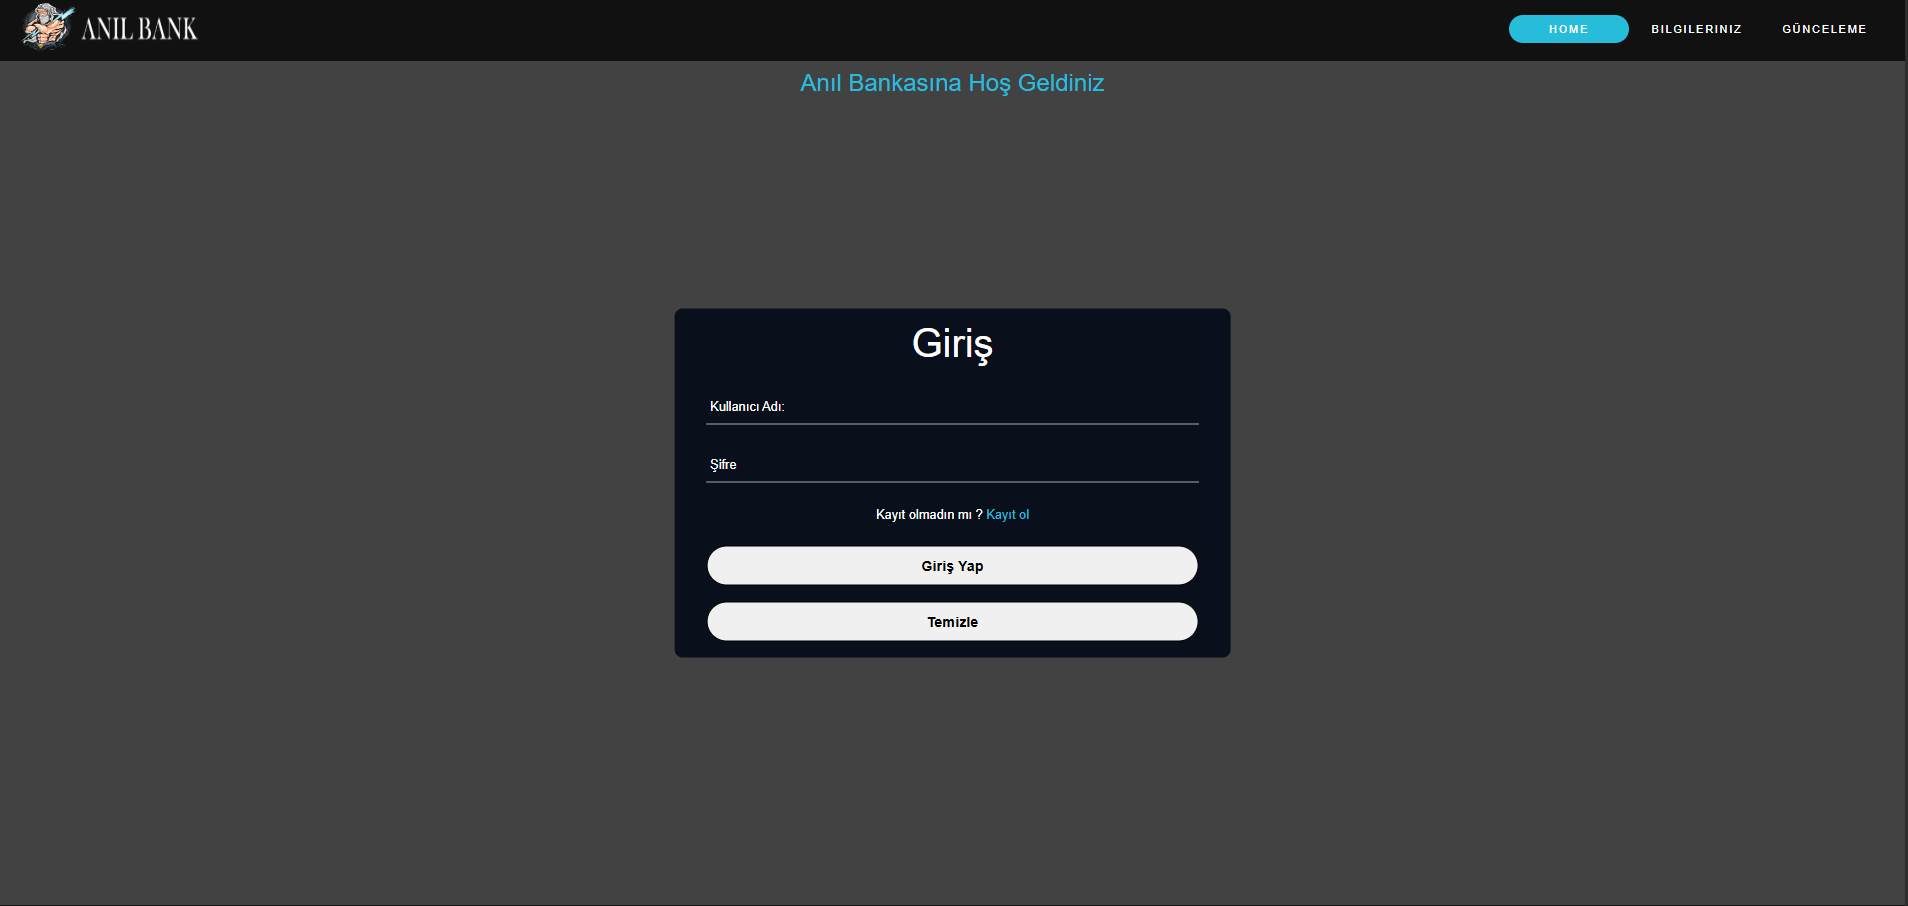 ANIL BANK
HOME
BILGILERINIZ
GÜNCELEME
Anıl Bankasına Hoş Geldiniz
Giriş
Kullanıcı Adı:
Şifre
Kayıt olmadın mı ? Kayıt ol
Giriş Yap
Temizle